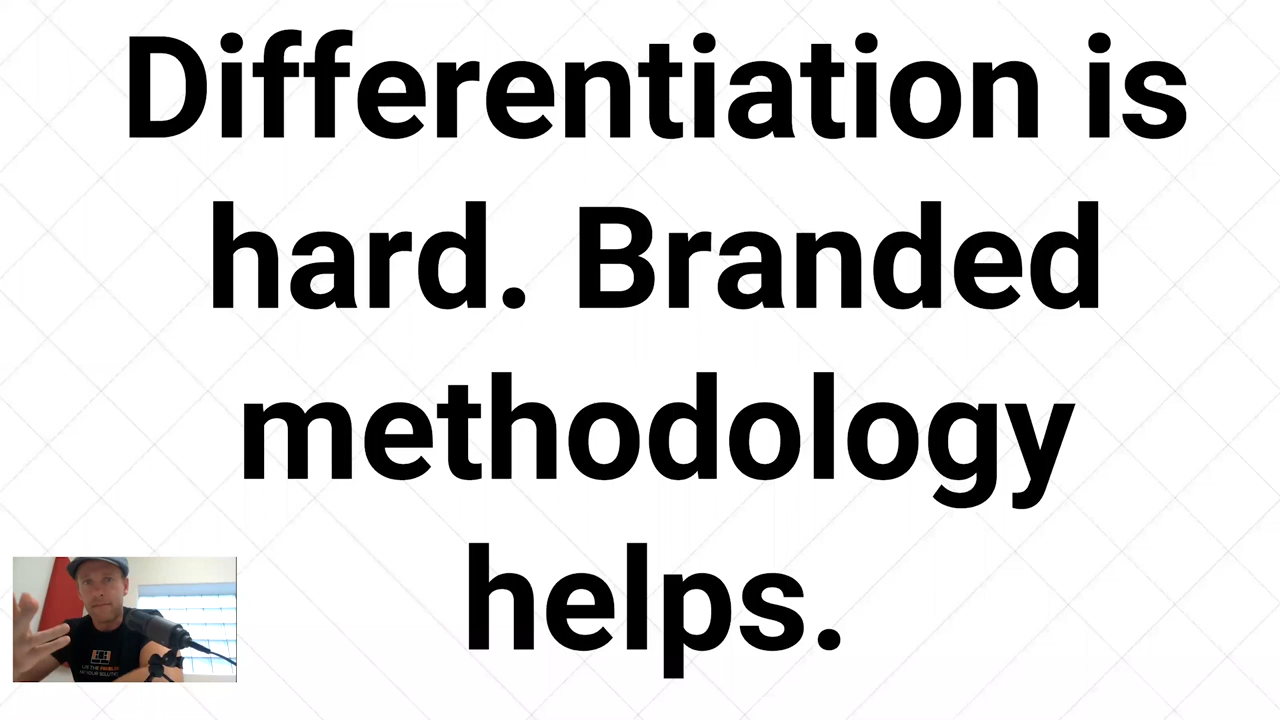 Differentiation is
hard. Branded
methodology
helps.